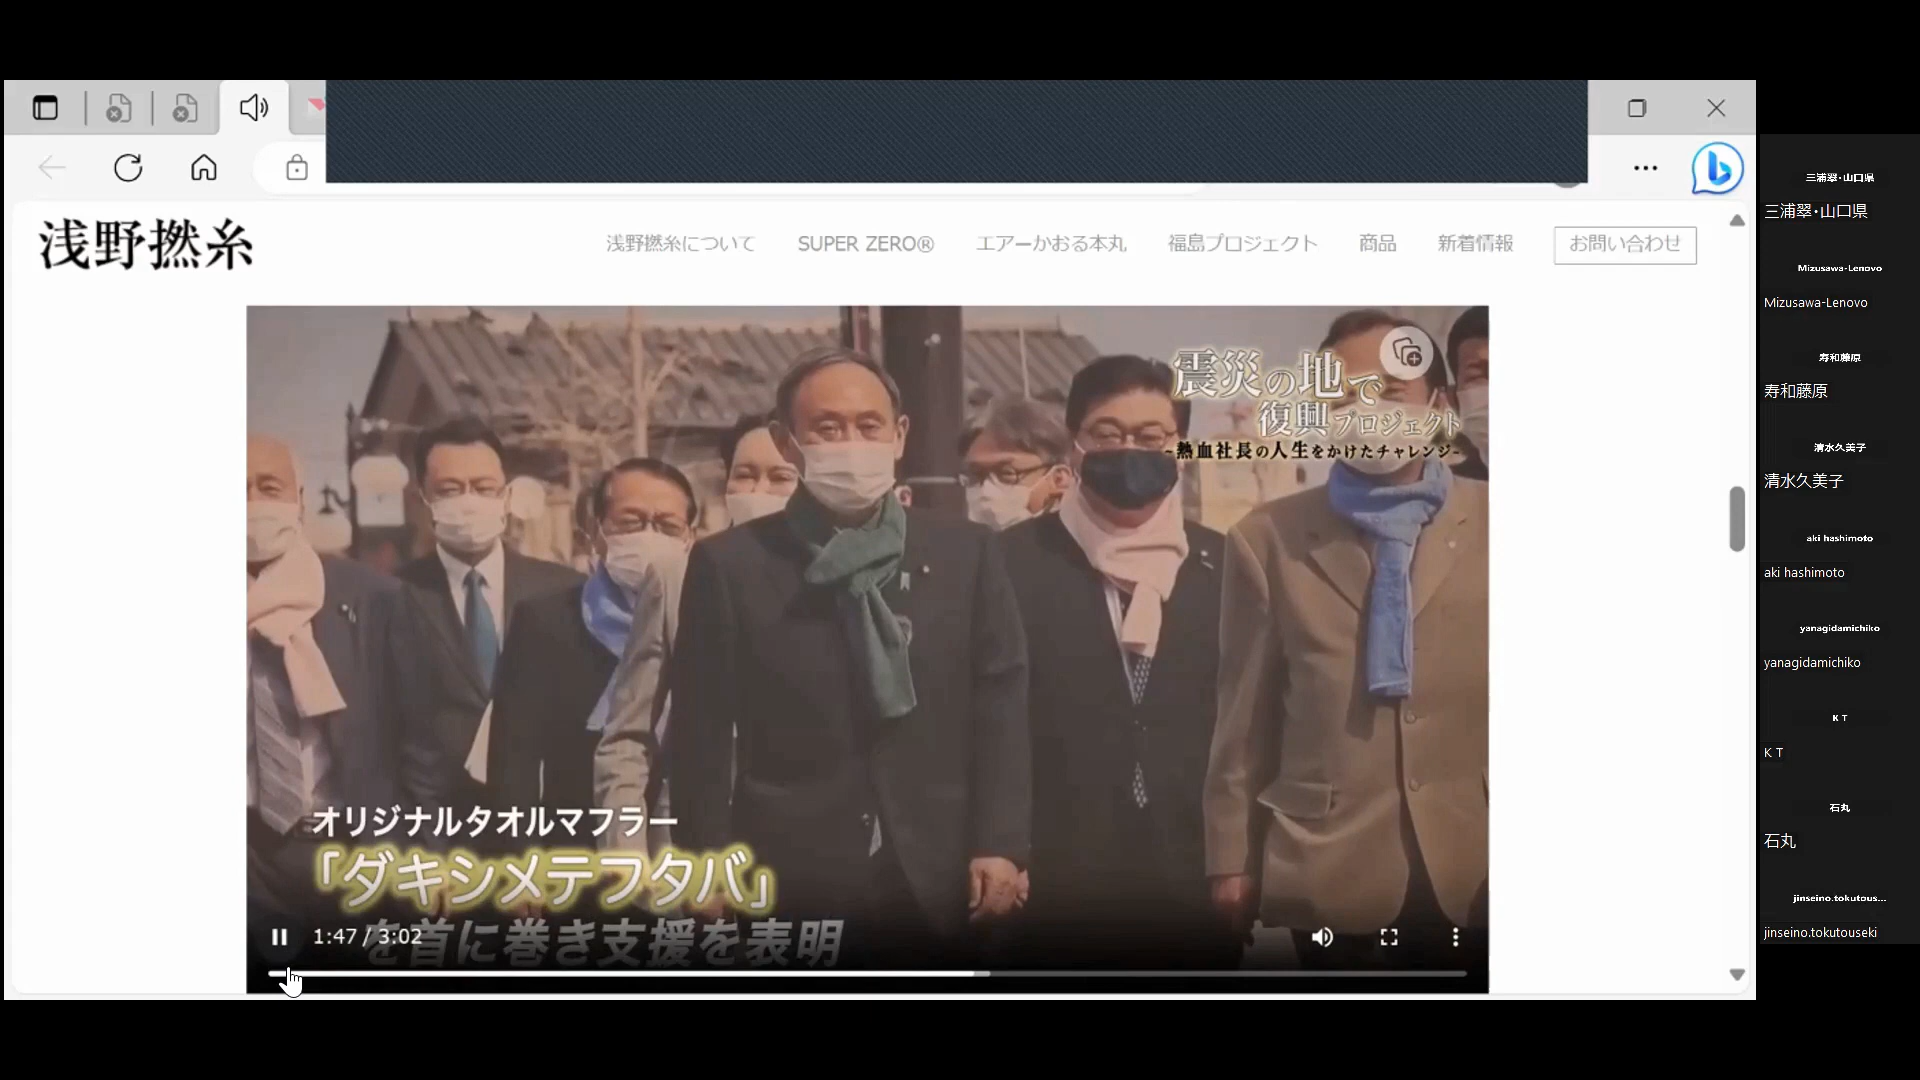 浅野撚糸
浅野撚糸について
SUPER ZERO®
エアーかおる本丸
福島プロジェクト
商品
新着情報
お問い合わせ
震災の地で
復興プロジェクト
~熱血社長の人生をかけたチャレンジ~
オリジナルタオルマフラー
「ダキシメテフタバ」
を首に巻き支援を表明
1:47 / 3:02
三浦翠・山口県
三浦翠・山口県
Mizusawa-Lenovo
Mizusawa-Lenovo
寿和藤原
寿和藤原
清水久美子
清水久美子
aki hashimoto
aki hashimoto
yanagidamichiko
yanagidamichiko
K T
K T
石丸
石丸
jinseino.tokutous...
jinseino.tokutouseki